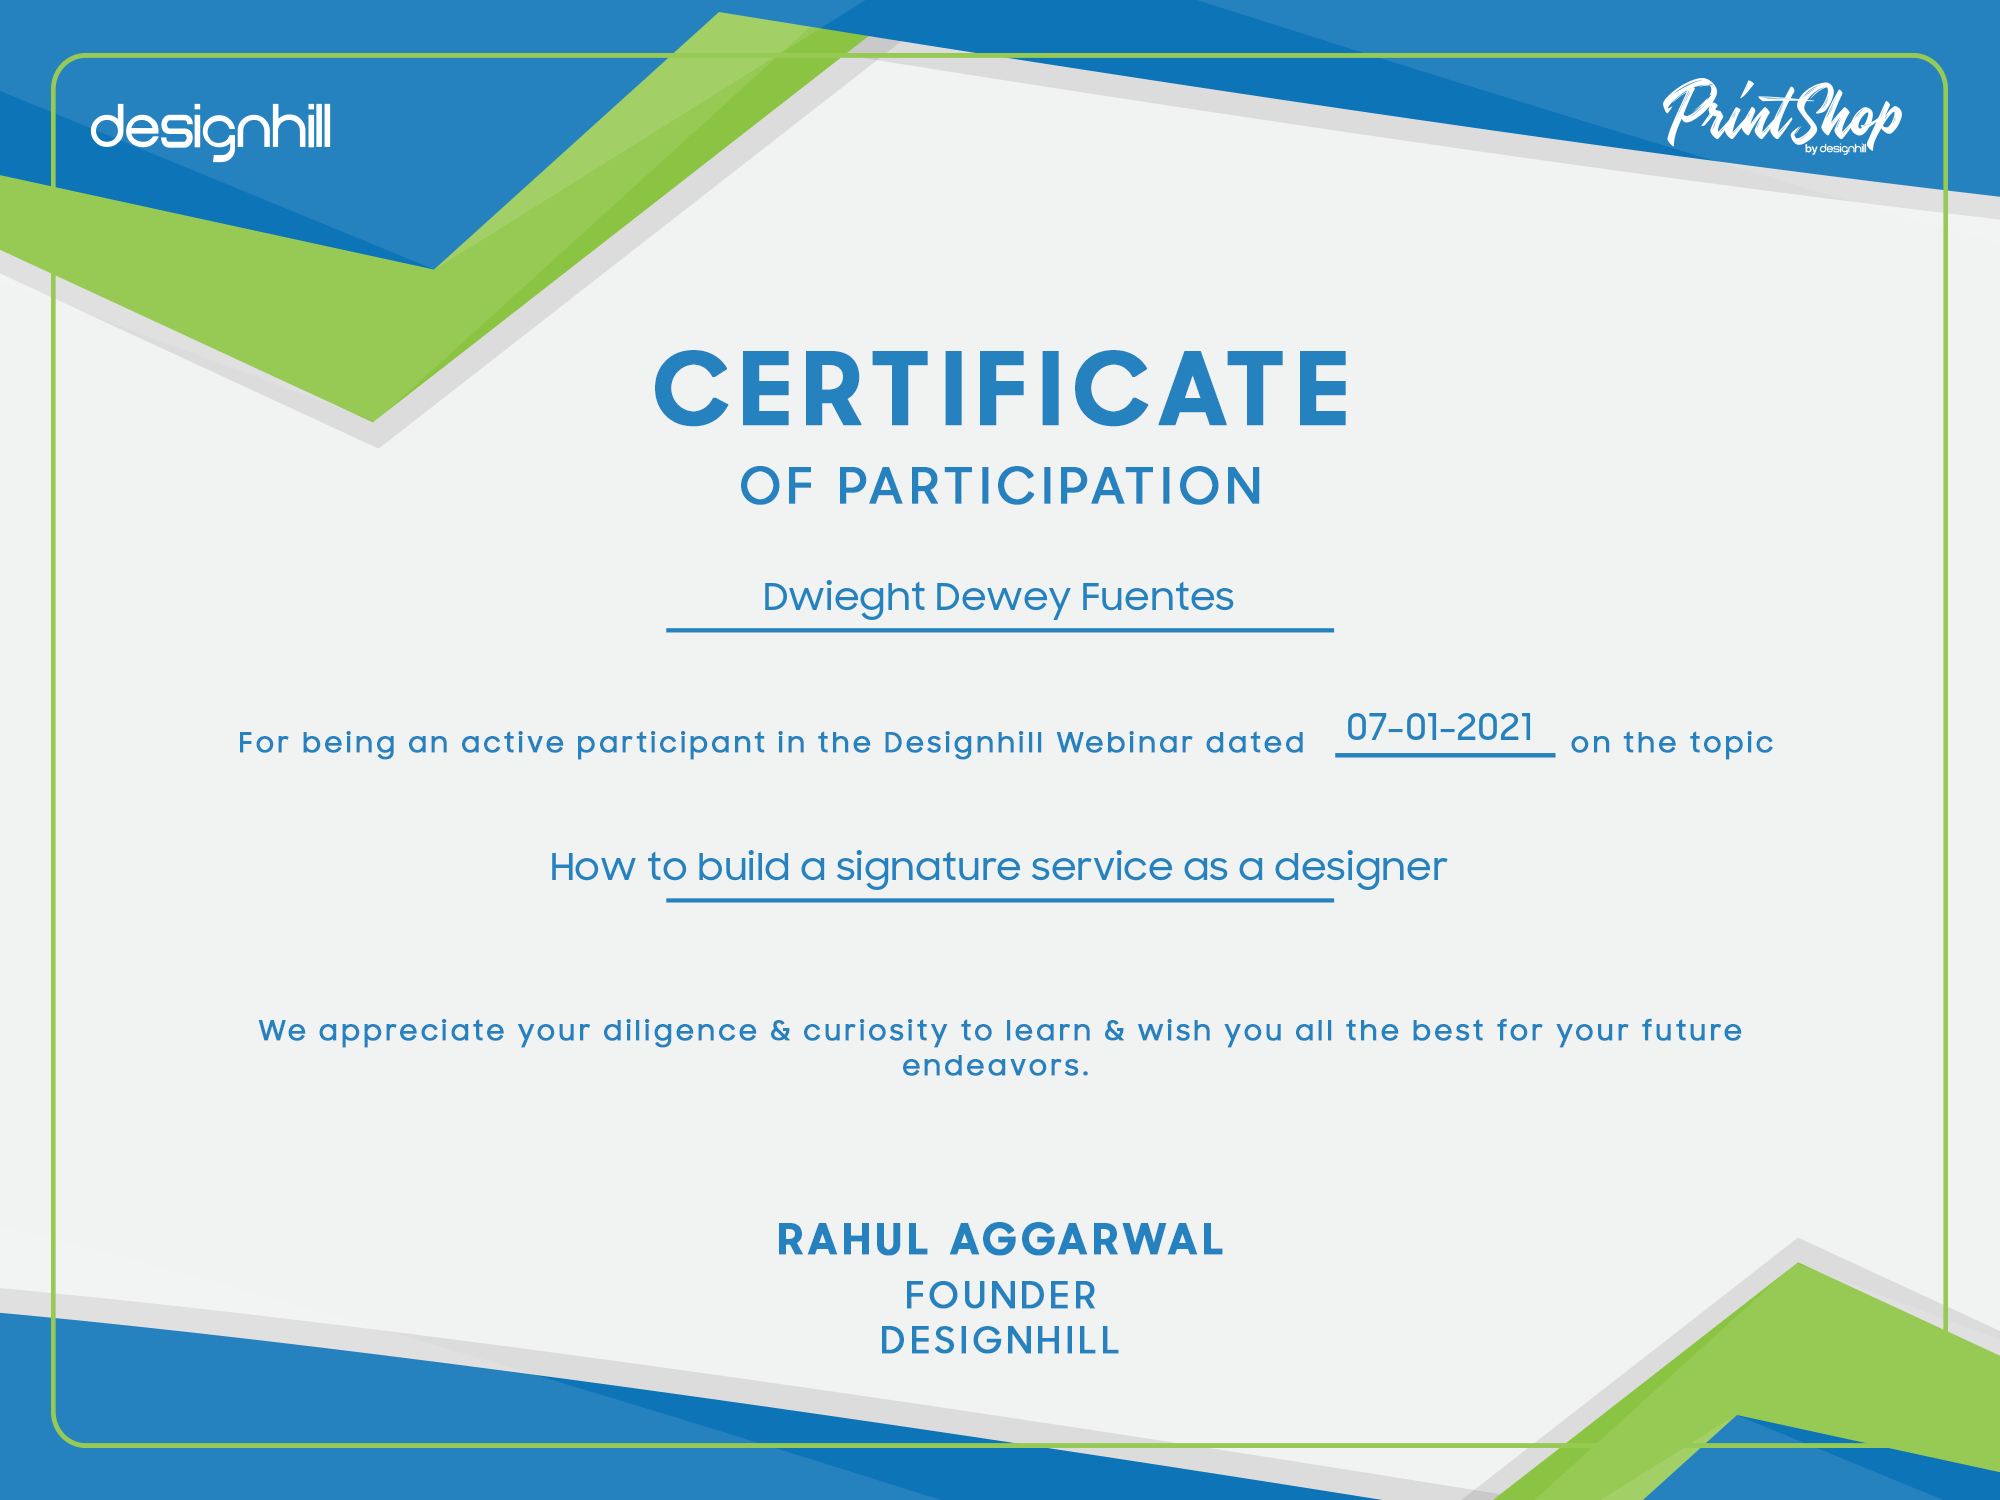 designhill
PrintShop
by designhill
CERTIFICATE
OF PARTICIPATION
Dwieght Dewey Fuentes
For being an active participant in the Designhill Webinar dated 07-01-2021 on the topic
How to build a signature service as a designer
We appreciate your diligence & curiosity to learn & wish you all the best for your future
endeavors.
RAHUL AGGARWAL
FOUNDER
DESIGNHILL